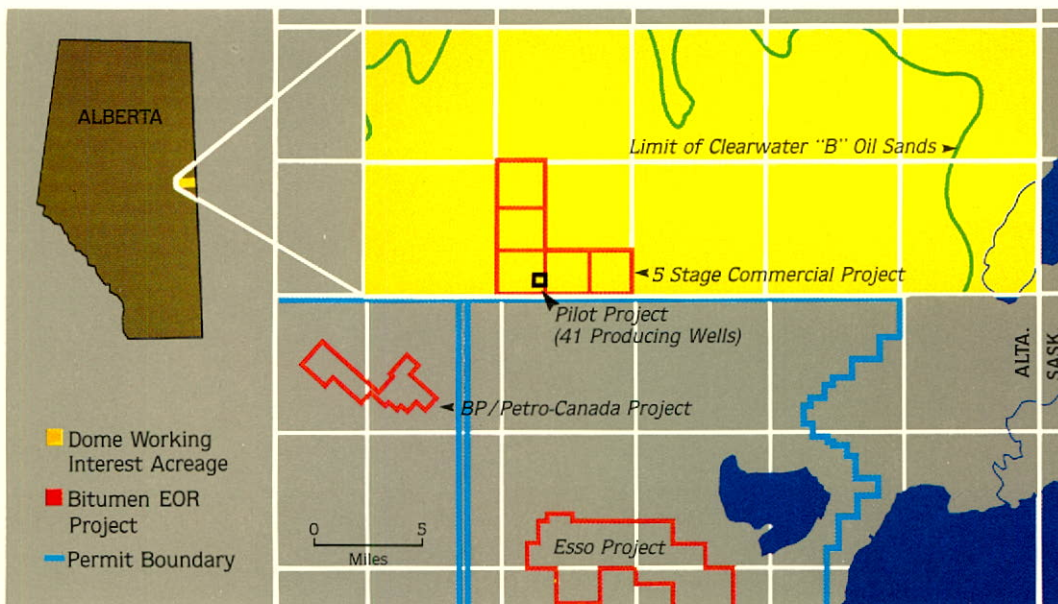 ALBERTA
Limit of Clearwater "B" Oil Sands
5 Stage Commercial Project
Pilot Project
(41 Producing Wells)
ALTA.
SASK.
BP/Petro-Canada Project
Dome Working
Interest Acreage
Bitumen EOR
Project
Permit Boundary
0 5
Miles
Esso Project